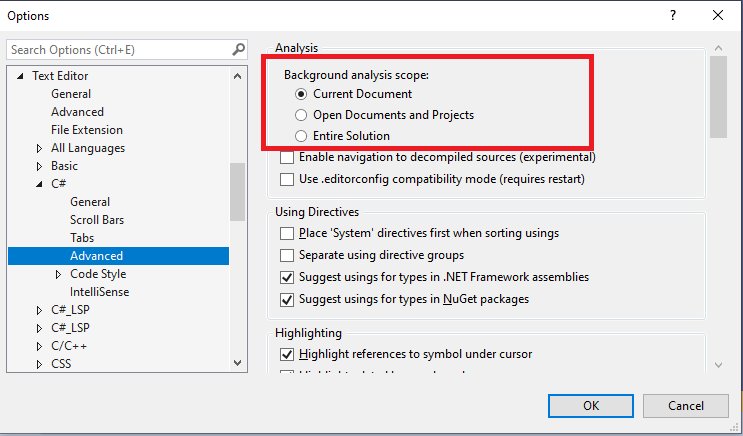 Options
?
Search Options (Ctrl+E)
Text Editor
General
Advanced
File Extension
All Languages
Basic
C#
General
Scroll Bars
Tabs
Advanced
Code Style
IntelliSense
C#_LSP
C#_LSP
C/C++
CSS
Analysis
Background analysis scope:
Current Document
Open Documents and Projects
Entire Solution
Enable navigation to decompiled sources (experimental)
Use .editorconfig compatibility mode (requires restart)
Using Directives
Place 'System' directives first when sorting usings
Separate using directive groups
Suggest usings for types in .NET Framework assemblies
Suggest usings for types in NuGet packages
Highlighting
Highlight references to symbol under cursor
OK
Cancel